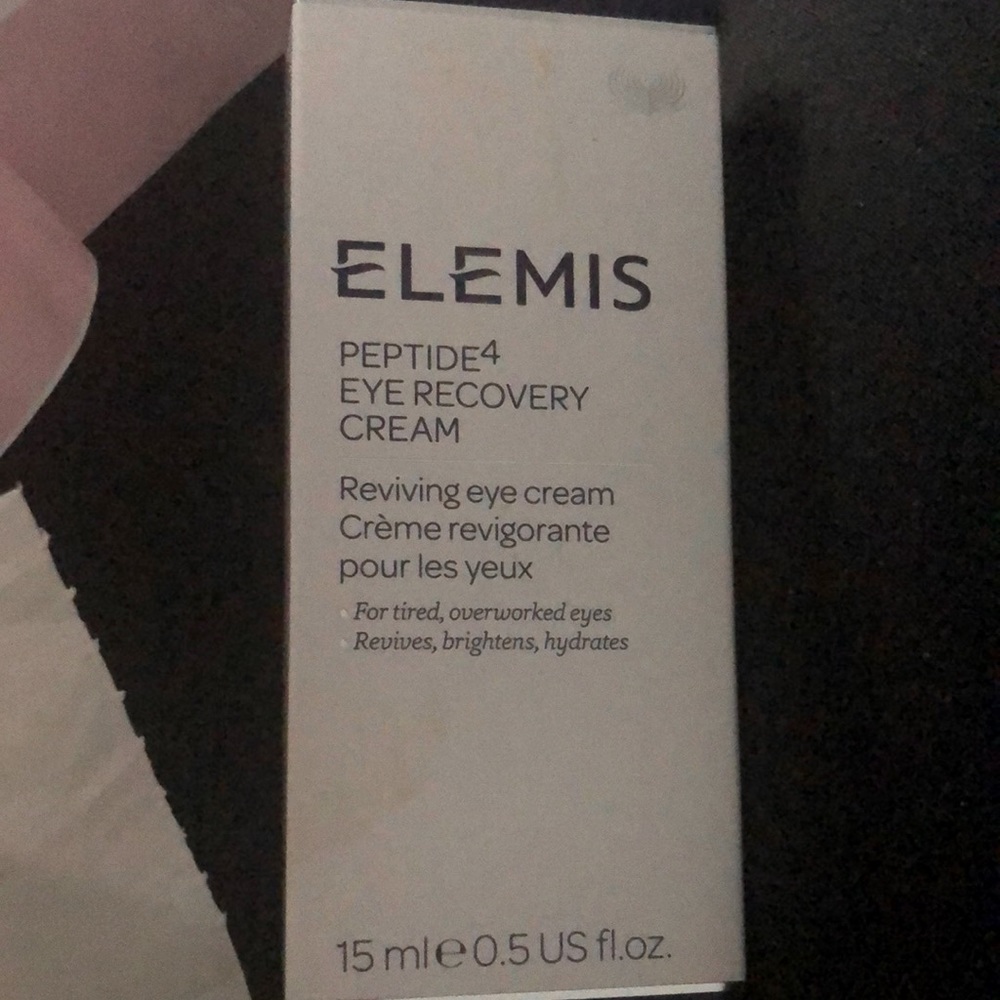 ELEMIS
PEPTIDE⁴
EYE RECOVERY
CREAM
Reviving eye cream
Crème revigorante
pour les yeux
For tired, overworked eyes
Revives, brightens, hydrates
15 ml ℮ 0.5 US fl.oz.